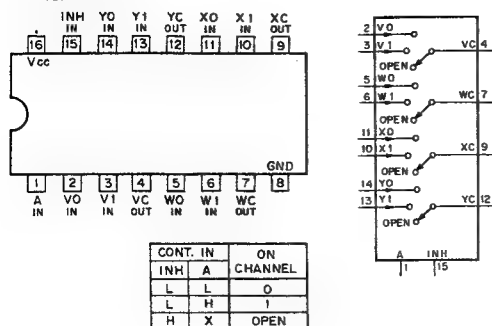 INH Y0 Y1 YC X0 X1 XC
IN IN IN OUT IN IN OUT
16 15 14 13 12 11 10 9
Vcc
GND
1 2 3 4 5 6 7 8
A V0 V1 VC W0 W1 WC
IN IN IN OUT IN IN OUT
2 V0
3 V1 VC 4
OPEN
5 W0
6 W1 WC 7
OPEN
11 X0
10 X1 XC 9
OPEN
14 Y0
13 Y1 YC 12
OPEN
A INH
1 15
CONT. IN ON CHANNEL
INH A
L L 0
L H 1
H X OPEN